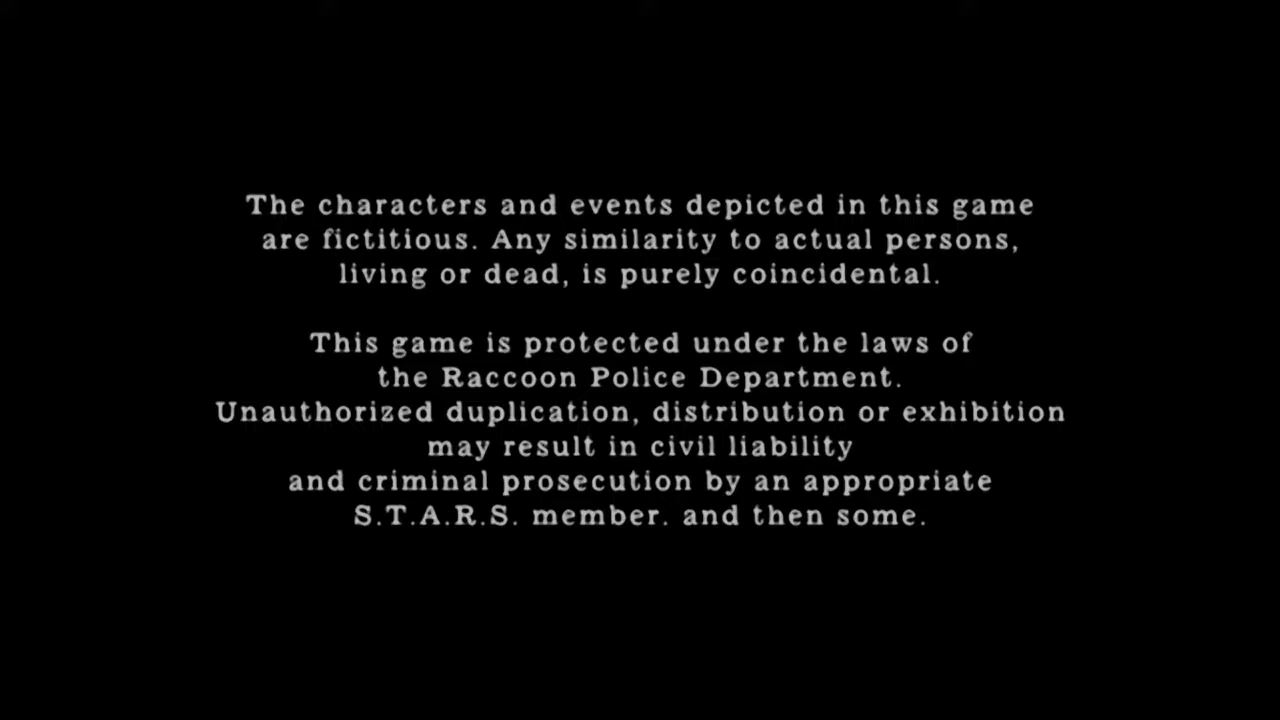 The characters and events depicted in this game
are fictitious. Any similarity to actual persons,
living or dead, is purely coincidental.
This game is protected under the laws of
the Raccoon Police Department.
Unauthorized duplication, distribution or exhibition
may result in civil liability
and criminal prosecution by an appropriate
S.T.A.R.S. member. and then some.